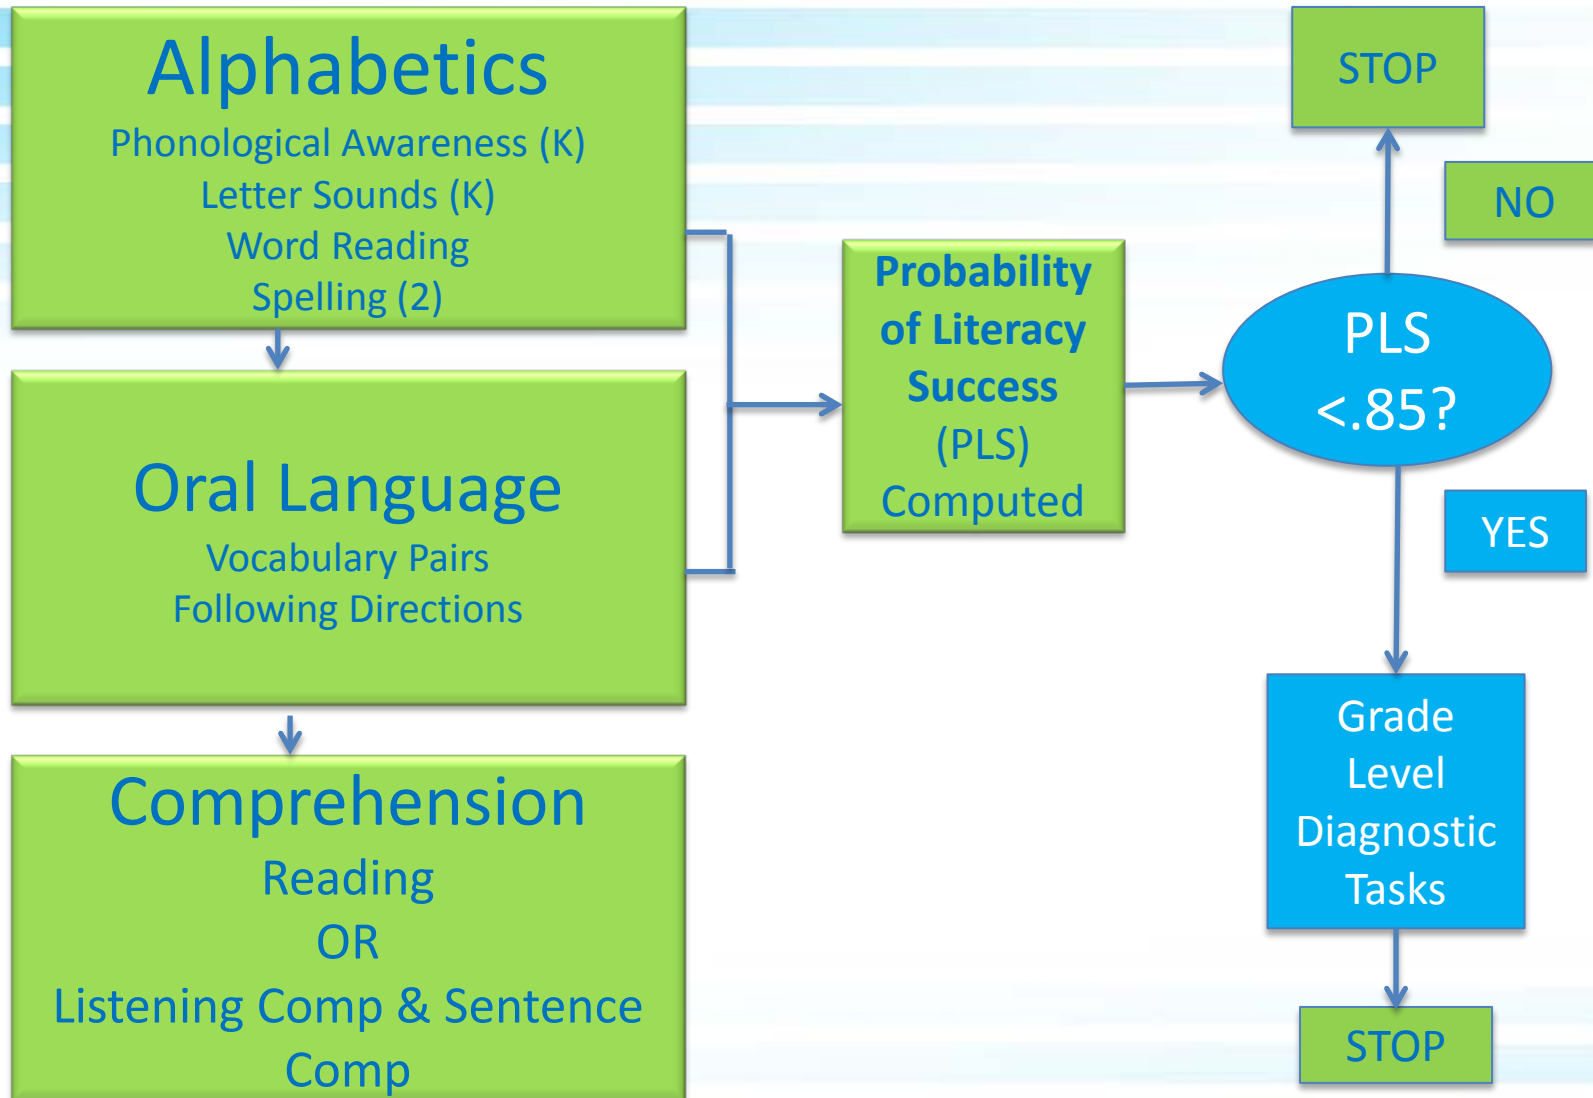 Alphabetics
Phonological Awareness (K)
Letter Sounds (K)
Word Reading
Spelling (2)
Oral Language
Vocabulary Pairs
Following Directions
Comprehension
Reading
OR
Listening Comp & Sentence
Comp
Probability
of Literacy
Success
(PLS)
Computed
STOP
NO
PLS
<.85?
YES
Grade
Level
Diagnostic
Tasks
STOP